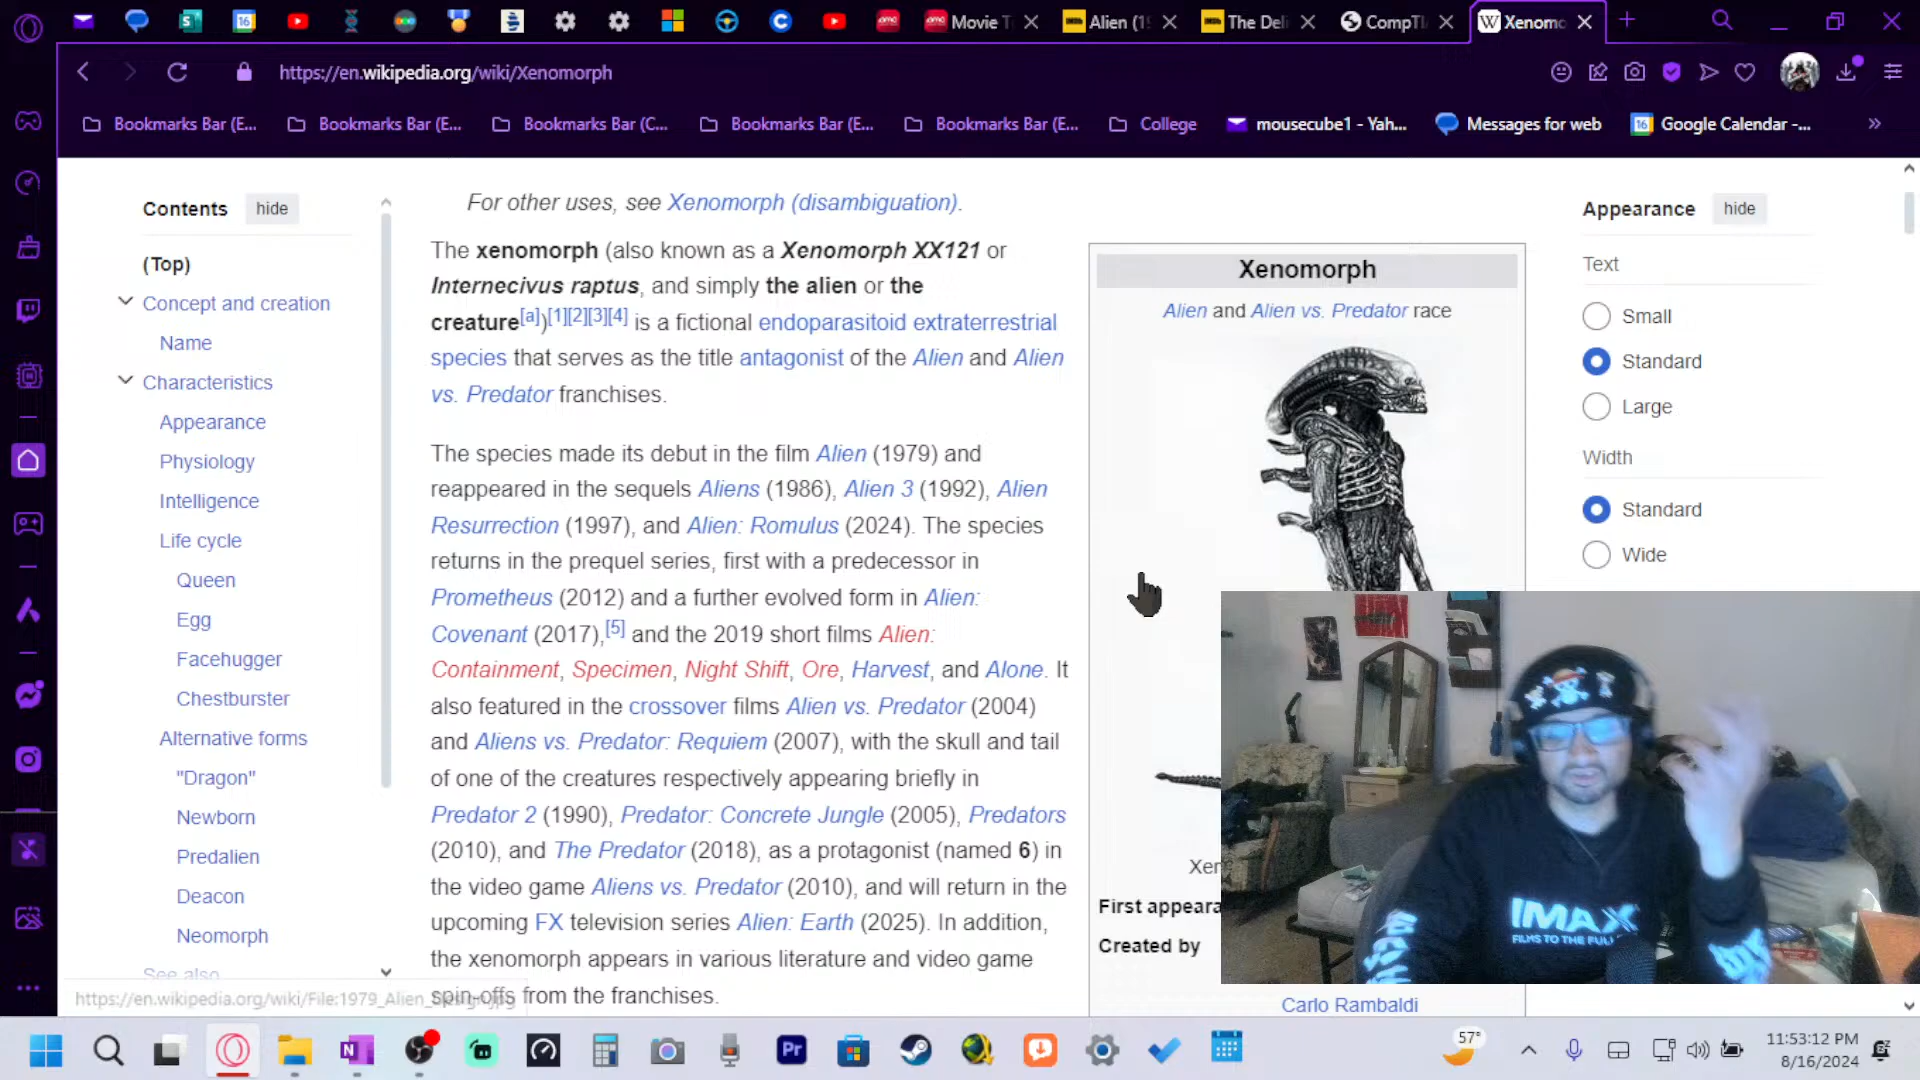 Movie T
Alien (1
The Deli
CompTI
Xenomo
https://en.wikipedia.org/wiki/Xenomorph
Bookmarks Bar (E...
Bookmarks Bar (E...
Bookmarks Bar (C...
Bookmarks Bar (E...
Bookmarks Bar (E...
College
mousecube1 - Yah...
Messages for web
Google Calendar -...
Contents
hide
(Top)
Concept and creation
Name
Characteristics
Appearance
Physiology
Intelligence
Life cycle
Queen
Egg
Facehugger
Chestburster
Alternative forms
"Dragon"
Newborn
Predalien
Deacon
Neomorph
See also
For other uses, see Xenomorph (disambiguation).
The xenomorph (also known as a Xenomorph XX121 or
Internecivus raptus, and simply the alien or the
creature[a])[1][2][3][4] is a fictional endoparasitoid extraterrestrial
species that serves as the title antagonist of the Alien and Alien
vs. Predator franchises.
The species made its debut in the film Alien (1979) and
reappeared in the sequels Aliens (1986), Alien 3 (1992), Alien
Resurrection (1997), and Alien: Romulus (2024). The species
returns in the prequel series, first with a predecessor in
Prometheus (2012) and a further evolved form in Alien:
Covenant (2017),[5] and the 2019 short films Alien:
Containment, Specimen, Night Shift, Ore, Harvest, and Alone. It
also featured in the crossover films Alien vs. Predator (2004)
and Aliens vs. Predator: Requiem (2007), with the skull and tail
of one of the creatures respectively appearing briefly in
Predator 2 (1990), Predator: Concrete Jungle (2005), Predators
(2010), and The Predator (2018), as a protagonist (named 6) in
the video game Aliens vs. Predator (2010), and will return in the
upcoming FX television series Alien: Earth (2025). In addition,
the xenomorph appears in various literature and video game
spin-offs from the franchises.
Xenomorph
Alien and Alien vs. Predator race
Xen
First appeara
Created by
Carlo Rambaldi
Appearance
hide
Text
Small
Standard
Large
Width
Standard
Wide
IMAX
FILMS TO THE FULL
57°
11:53:12 PM
8/16/2024